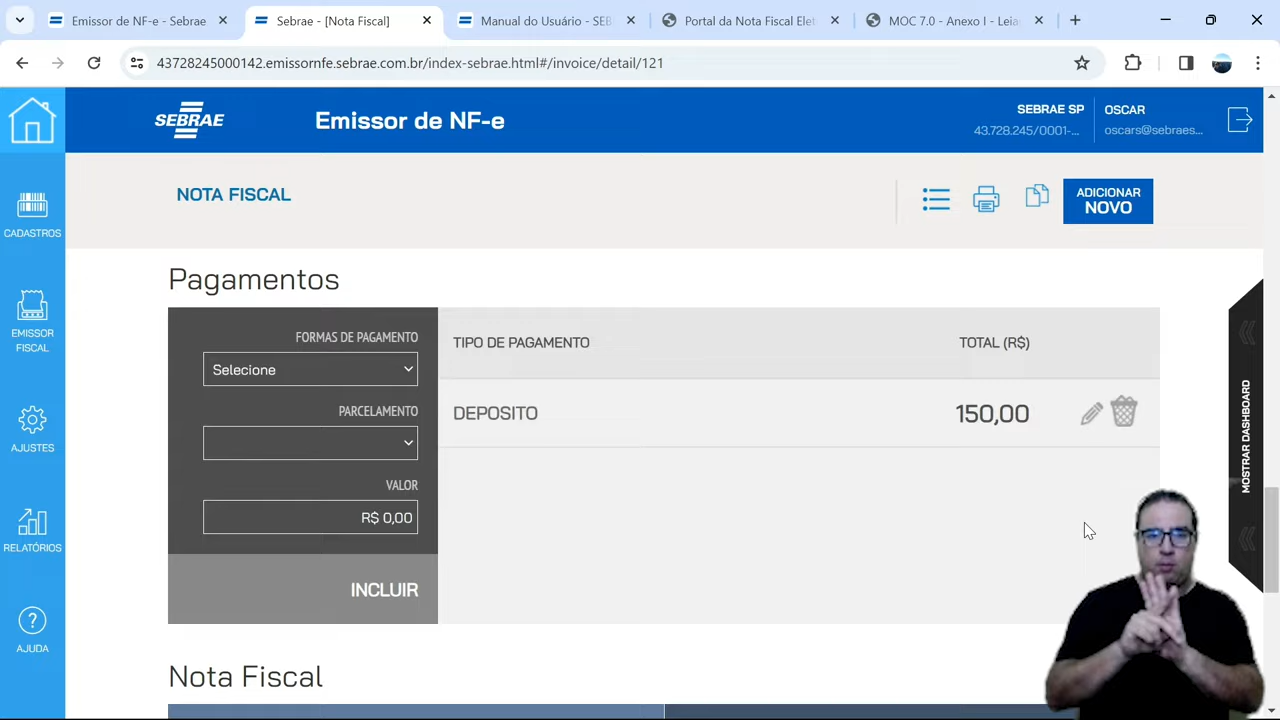 Emissor de NF-e - Sebrae
Sebrae - [Nota Fiscal]
Manual do Usuário - SEB
Portal da Nota Fiscal Elet
MOC 7.0 - Anexo I - Leia
43728245000142.emissornfe.sebrae.com.br/index-sebrae.html#/invoice/detail/121
SEBRAE
Emissor de NF-e
SEBRAE SP
43.728.245/0001-...
OSCAR
oscars@sebraes...
CADASTROS
EMISSOR
FISCAL
AJUSTES
RELATÓRIOS
AJUDA
NOTA FISCAL
ADICIONAR
NOVO
Pagamentos
FORMAS DE PAGAMENTO
Selecione
PARCELAMENTO
VALOR
R$ 0,00
INCLUIR
TIPO DE PAGAMENTO
TOTAL (R$)
DEPOSITO
150,00
MOSTRAR DASHBOARD
Nota Fiscal